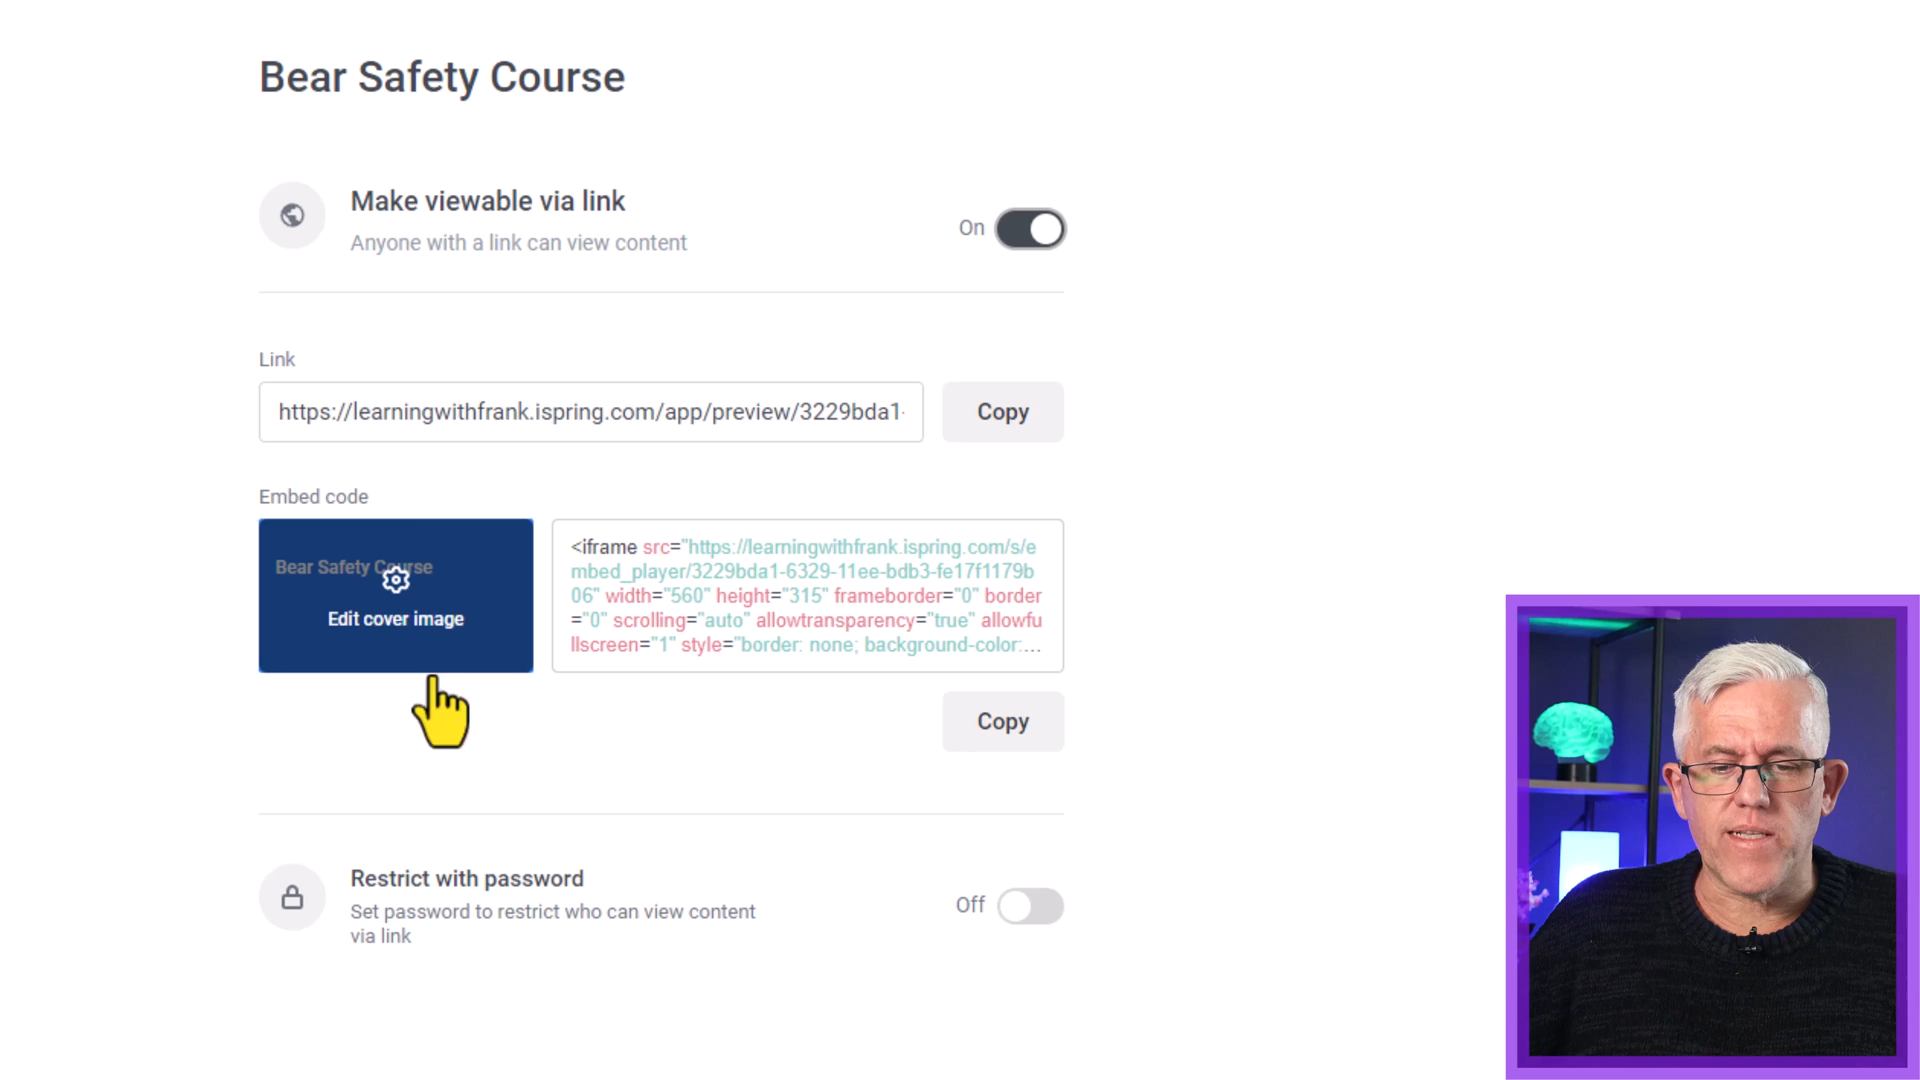 Bear Safety Course
Make viewable via link
Anyone with a link can view content
On
Link
https://learningwithfrank.ispring.com/app/preview/3229bda1-
Copy
Embed code
Bear Safety Course
Edit cover image
<iframe src="https://learningwithfrank.ispring.com/s/e
mbed_player/3229bda1-6329-11ee-bdb3-fe17f1179b
06" width="560" height="315" frameborder="0" border
="0" scrolling="auto" allowtransparency="true" allowfu
llscreen="1" style="border: none; background-color:...
Copy
Restrict with password
Set password to restrict who can view content
via link
Off